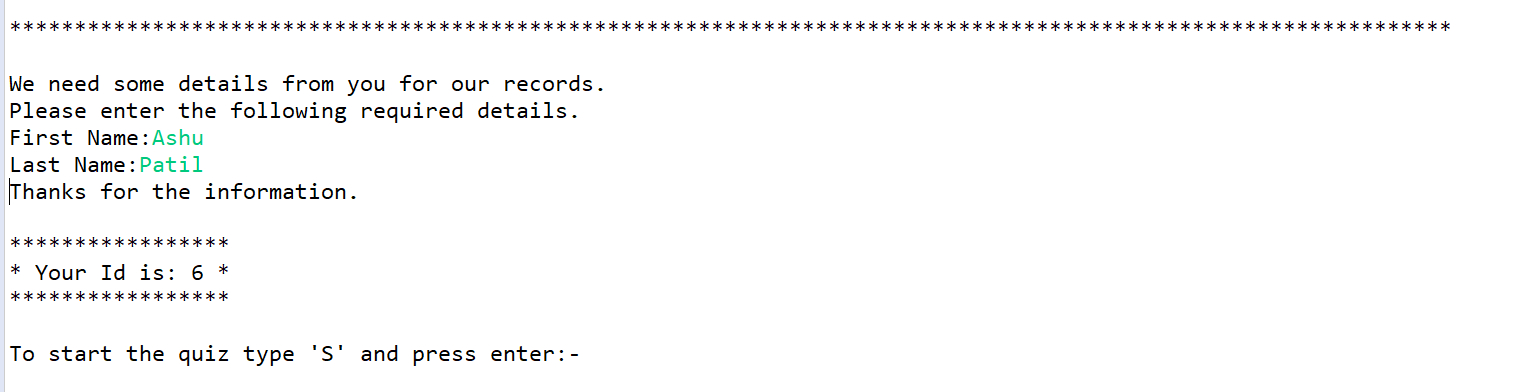 ***************************************************************************************************************
We need some details from you for our records.
Please enter the following required details.
First Name:Ashu
Last Name:Patil
Thanks for the information.
*****************
* Your Id is: 6 *
*****************
To start the quiz type 'S' and press enter:-